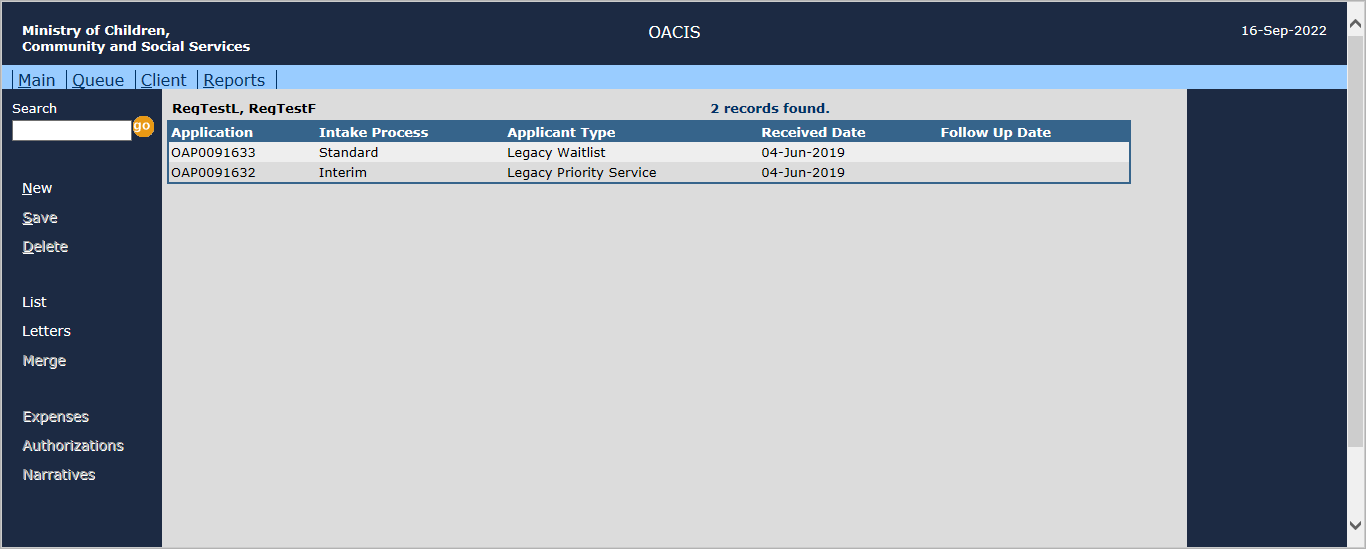 Ministry of Children,
Community and Social Services
OACIS
16-Sep-2022
Main Queue Client Reports
Search
go
New
Save
Delete
List
Letters
Merge
Expenses
Authorizations
Narratives
ReqTestL, ReqTestF 2 records found.
Application Intake Process Applicant Type Received Date Follow Up Date
OAP0091633 Standard Legacy Waitlist 04-Jun-2019
OAP0091632 Interim Legacy Priority Service 04-Jun-2019